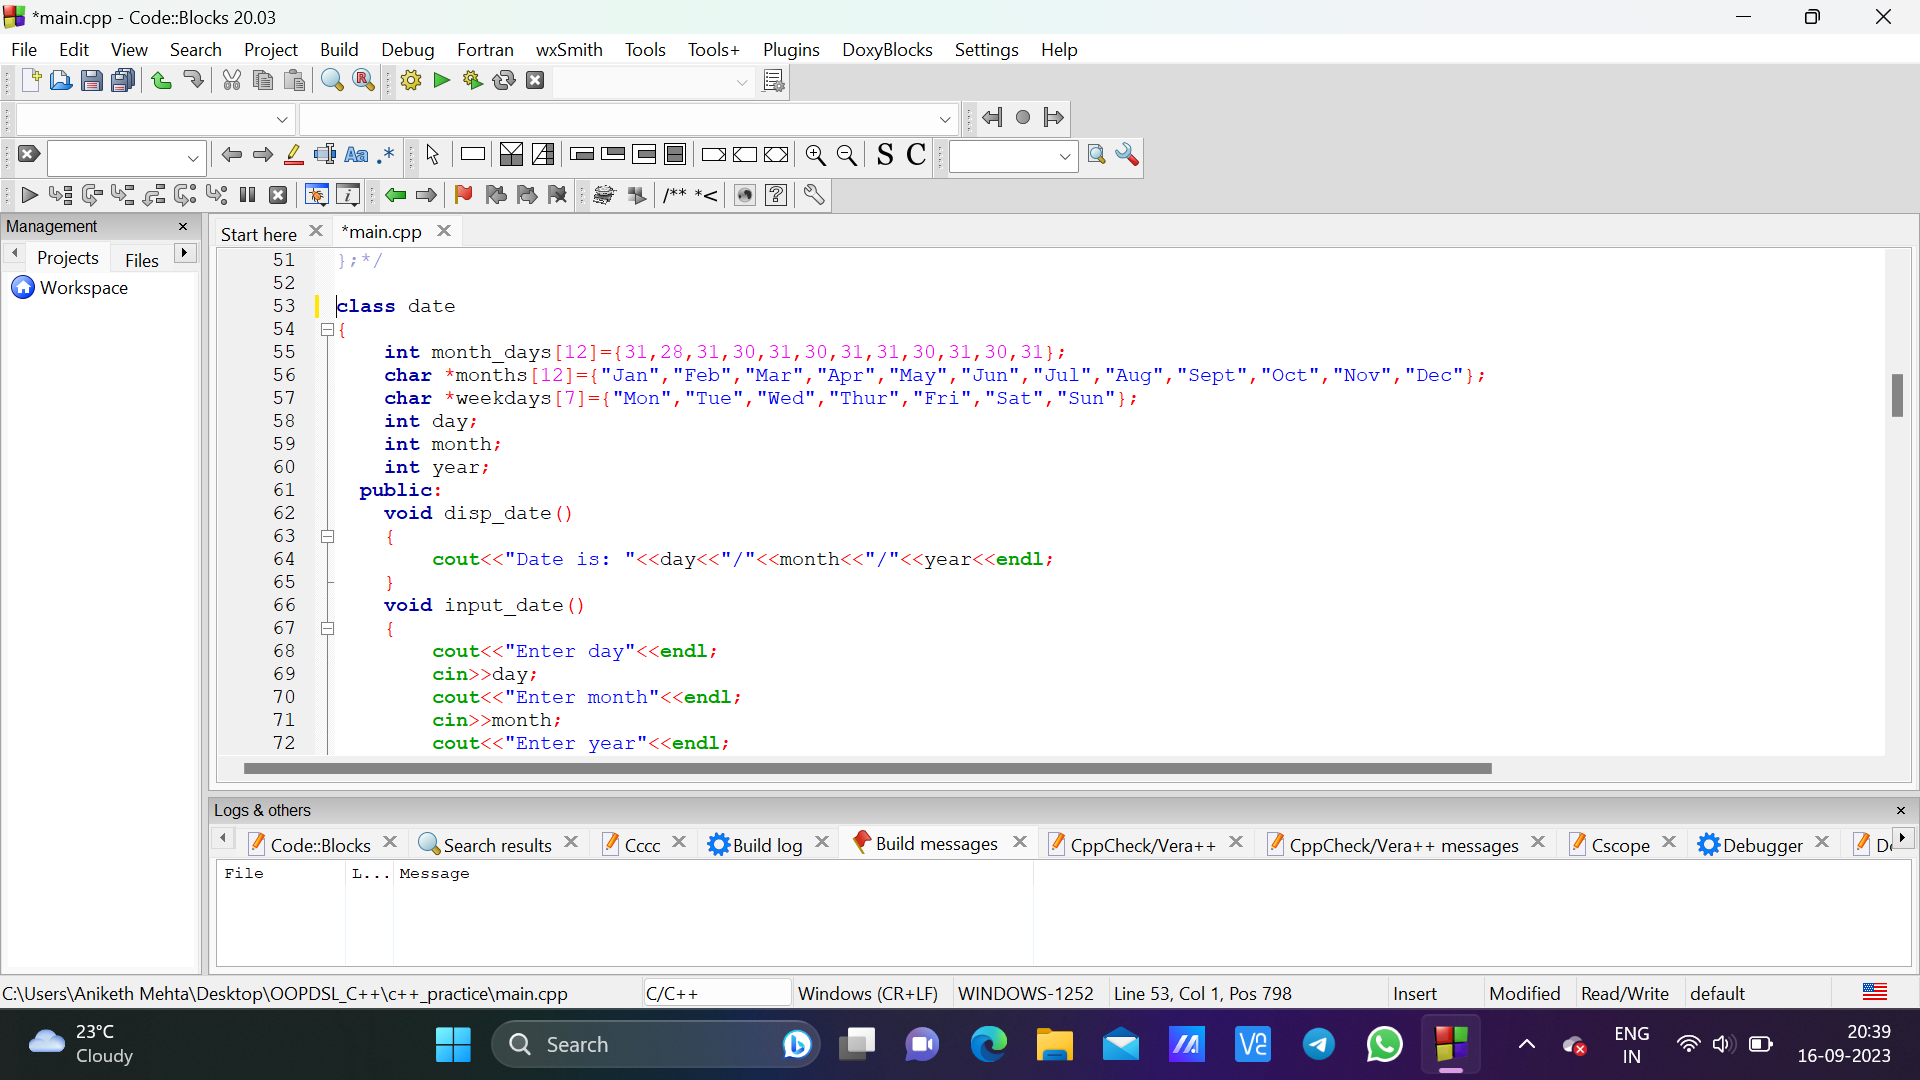 *main.cpp - Code::Blocks 20.03
File Edit View Search Project Build Debug Fortran wxSmith Tools Tools+ Plugins DoxyBlocks Settings Help
Aa .* S C
/** *<
Management
Projects Files
Workspace
Start here *main.cpp
51 };*/
52
53 class date
54 {
55 int month_days[12]={31,28,31,30,31,30,31,31,30,31,30,31};
56 char *months[12]={"Jan","Feb","Mar","Apr","May","Jun","Jul","Aug","Sept","Oct","Nov","Dec"};
57 char *weekdays[7]={"Mon","Tue","Wed","Thur","Fri","Sat","Sun"};
58 int day;
59 int month;
60 int year;
61 public:
62 void disp_date()
63 {
64 cout<<"Date is: "<<day<<"/"<<month<<"/"<<year<<endl;
65 }
66 void input_date()
67 {
68 cout<<"Enter day"<<endl;
69 cin>>day;
70 cout<<"Enter month"<<endl;
71 cin>>month;
72 cout<<"Enter year"<<endl;
Logs & others
Code::Blocks Search results Cccc Build log Build messages CppCheck/Vera++ CppCheck/Vera++ messages Cscope Debugger
File L... Message
C:\Users\Aniketh Mehta\Desktop\OOPDSL_C++\c++_practice\main.cpp C/C++ Windows (CR+LF) WINDOWS-1252 Line 53, Col 1, Pos 798 Insert Modified Read/Write default
23°C
Cloudy
Search
ENG
IN
20:39
16-09-2023